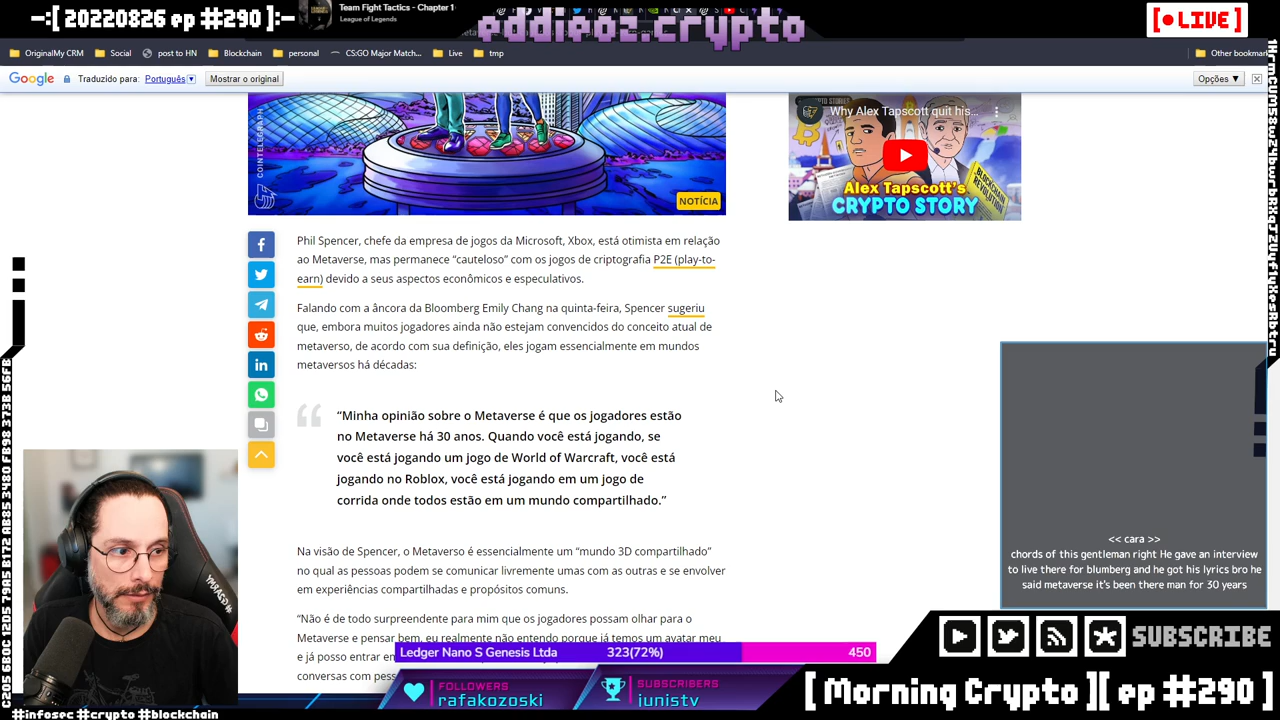 -:[ 20220826 ep #290 ]:-
Team Fight Tactics - Chapter 1
League of Legends
eddieoz.crypto
[●LIVE]
OriginalMy CRM
Social
post to HN
Blockchain
personal
CS:GO Major Match...
Live
tmp
Other bookmar
Google
Traduzido para:
Português
Mostrar o original
Opções ▼
COINTELEGRAPH
NOTÍCIA
Why Alex Tapscott quit his...
BLOCKCHAIN
REVOLUTION
Alex Tapscott's
CRYPTO STORY
Phil Spencer, chefe da empresa de jogos da Microsoft, Xbox, está otimista em relação
ao Metaverse, mas permanece “cauteloso” com os jogos de criptografia P2E (play-to-
earn) devido a seus aspectos econômicos e especulativos.
Falando com a âncora da Bloomberg Emily Chang na quinta-feira, Spencer sugeriu
que, embora muitos jogadores ainda não estejam convencidos do conceito atual de
metaverso, de acordo com sua definição, eles jogam essencialmente em mundos
metaversos há décadas:
“Minha opinião sobre o Metaverse é que os jogadores estão
no Metaverse há 30 anos. Quando você está jogando, se
você está jogando um jogo de World of Warcraft, você está
jogando no Roblox, você está jogando em um jogo de
corrida onde todos estão em um mundo compartilhado.”
Na visão de Spencer, o Metaverso é essencialmente um “mundo 3D compartilhado”
no qual as pessoas podem se comunicar livremente umas com as outras e se envolver
em experiências compartilhadas e propósitos comuns.
“Não é de todo surpreendente para mim que os jogadores possam olhar para o
Metaverse e pensar bem, eu realmente não entendo porque já temos um avatar meu
e já posso entrar em
conversas com pess
<< cara >>
chords of this gentleman right He gave an interview
to live there for blumberg and he got his lyrics bro he
said metaverse it's been there man for 30 years
Ledger Nano S Genesis Ltda
323(72%)
450
FOLLOWERS
rafakozoski
SUBSCRIBERS
iunistv
SUBSCRIBE
[ Morning Crypto ][ ep #290 ]
#infosec #crypto #blockchain